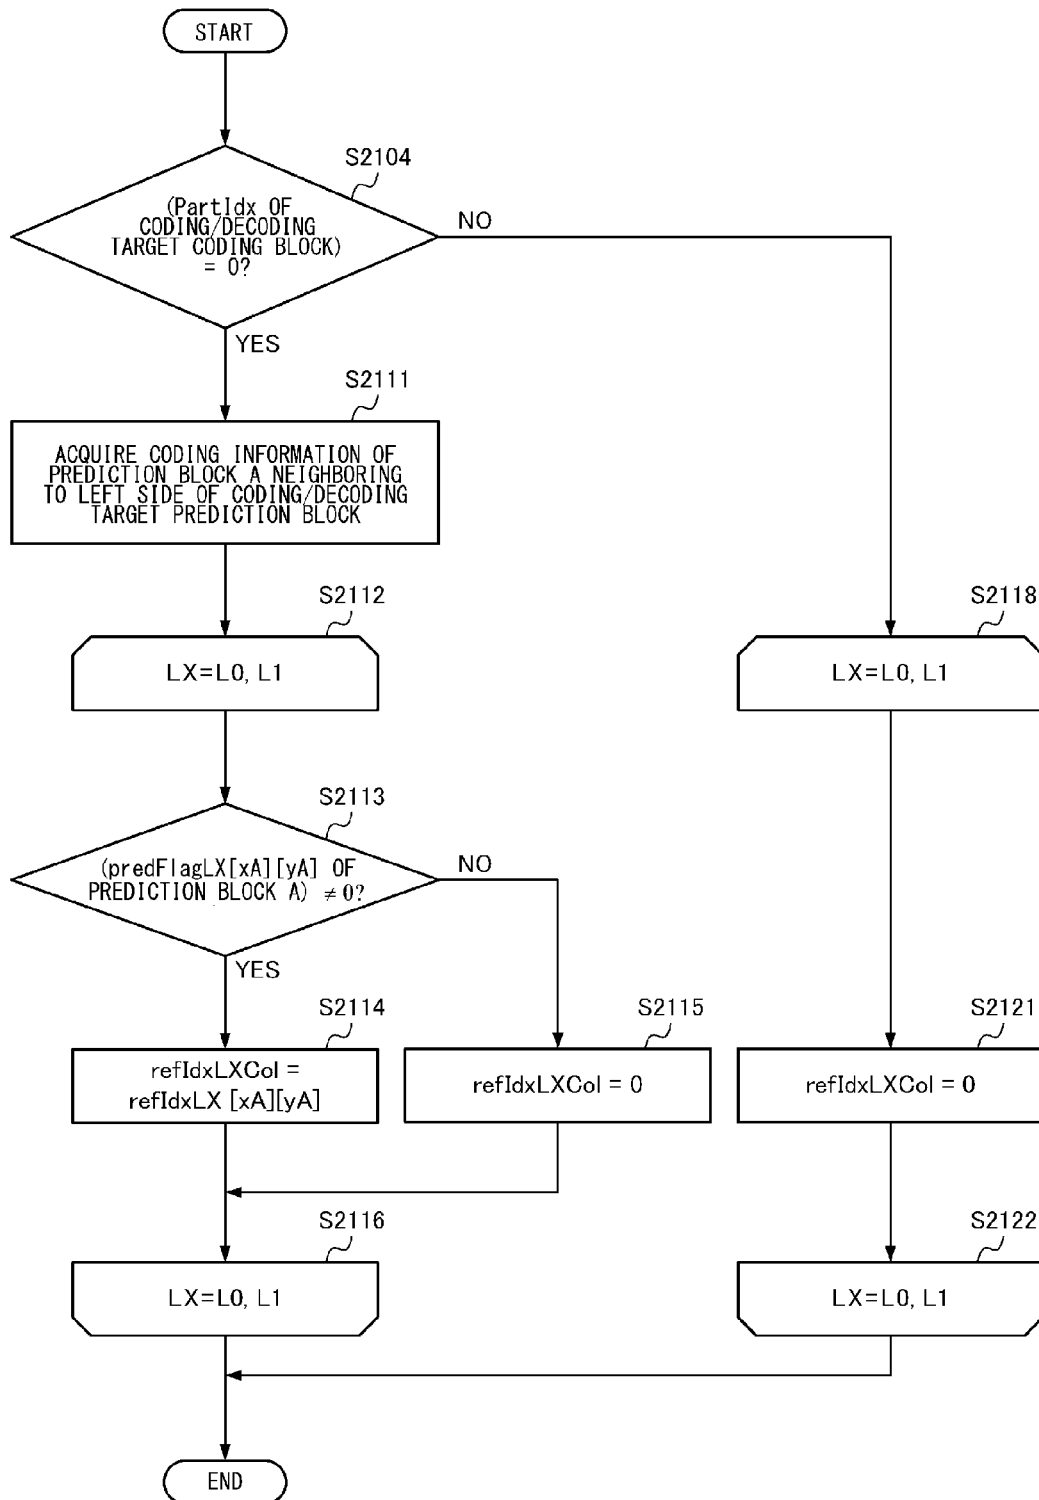 START
S2104
(PartIdx OF
CODING/DECODING
TARGET CODING BLOCK)
= 0?
NO
YES
S2111
ACQUIRE CODING INFORMATION OF
PREDICTION BLOCK A NEIGHBORING
TO LEFT SIDE OF CODING/DECODING
TARGET PREDICTION BLOCK
S2112
LX=L0, L1
S2118
LX=L0, L1
S2113
(predFlagLX[xA][yA] OF
PREDICTION BLOCK A) ≠ 0?
NO
YES
S2114
refIdxLXCol =
refIdxLX [xA][yA]
S2115
refIdxLXCol = 0
S2121
refIdxLXCol = 0
S2116
LX=L0, L1
S2122
LX=L0, L1
END